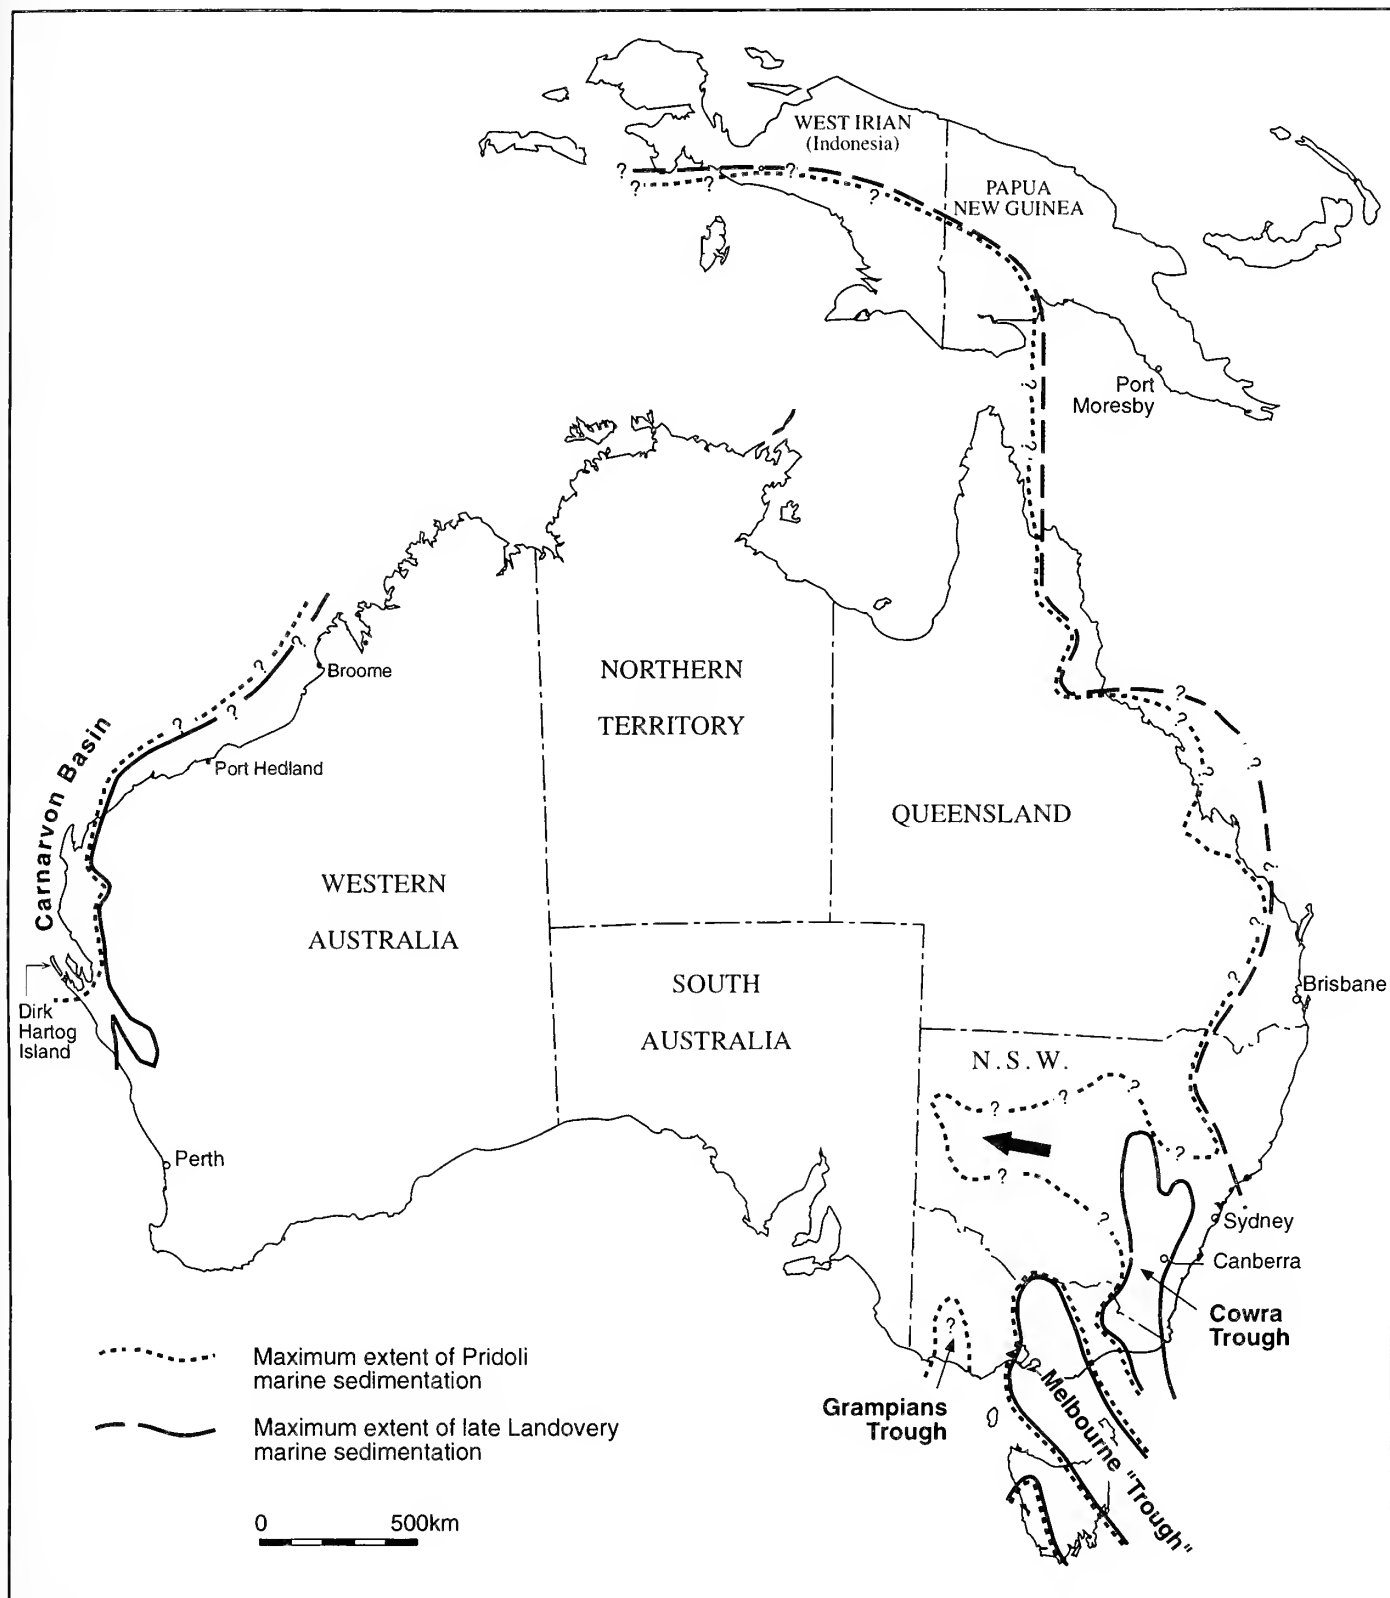 WEST IRIAN
(Indonesia)
PAPUA
NEW GUINEA
? ? ? ? ? ?
Port
Moresby
?
?
Broome
? ?
? ?
Port Hedland
Carnarvon Basin
NORTHERN
TERRITORY
? ?
? ?
QUEENSLAND
WESTERN
AUSTRALIA
?
?
SOUTH
AUSTRALIA
?
Brisbane
Dirk
Hartog
Island
N.S.W.
? ? ?
? ?
Perth
?
Sydney
Canberra
Cowra
Trough
?
Grampians
Trough
?
Melbourne "Trough"
Maximum extent of Pridoli
marine sedimentation
Maximum extent of late Landovery
marine sedimentation
0 500km